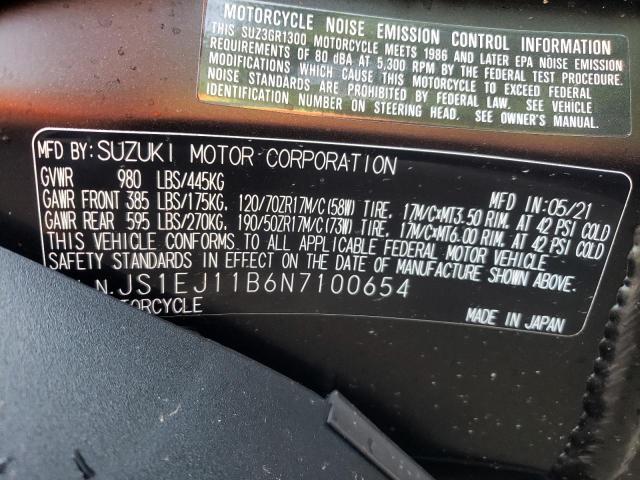 MOTORCYCLE NOISE EMISSION CONTROL INFORMATION
THIS SUZ3GR1300 MOTORCYCLE MEETS 1986 AND LATER EPA NOISE EMISSION
REQUIREMENTS OF 80 dBA AT 5,300 RPM BY THE FEDERAL TEST PROCEDURE.
MODIFICATIONS WHICH CAUSE THIS MOTORCYCLE TO EXCEED FEDERAL
NOISE STANDARDS ARE PROHIBITED BY FEDERAL LAW. SEE VEHICLE
IDENTIFICATION NUMBER ON STEERING HEAD. SEE OWNER'S MANUAL.
MFD BY: SUZUKI MOTOR CORPORATION
GVWR 980 LBS/445KG MFD IN:05/21
GAWR FRONT 385 LBS/175KG, 120/70ZR17M/C(58W) TIRE, 17M/C×MT3.50 RIM, AT 42 PSI COLD
GAWR REAR 595 LBS/270KG, 190/50ZR17M/C(73W) TIRE, 17M/C×MT6.00 RIM, AT 42 PSI COLD
THIS VEHICLE CONFORMS TO ALL APPLICABLE FEDERAL MOTOR VEHICLE
SAFETY STANDARDS IN EFFECT ON THE DATE OF MANUFACTURE SHOWN ABOVE.
N. JS1EJ11B6N7100654
MOTORCYCLE MADE IN JAPAN